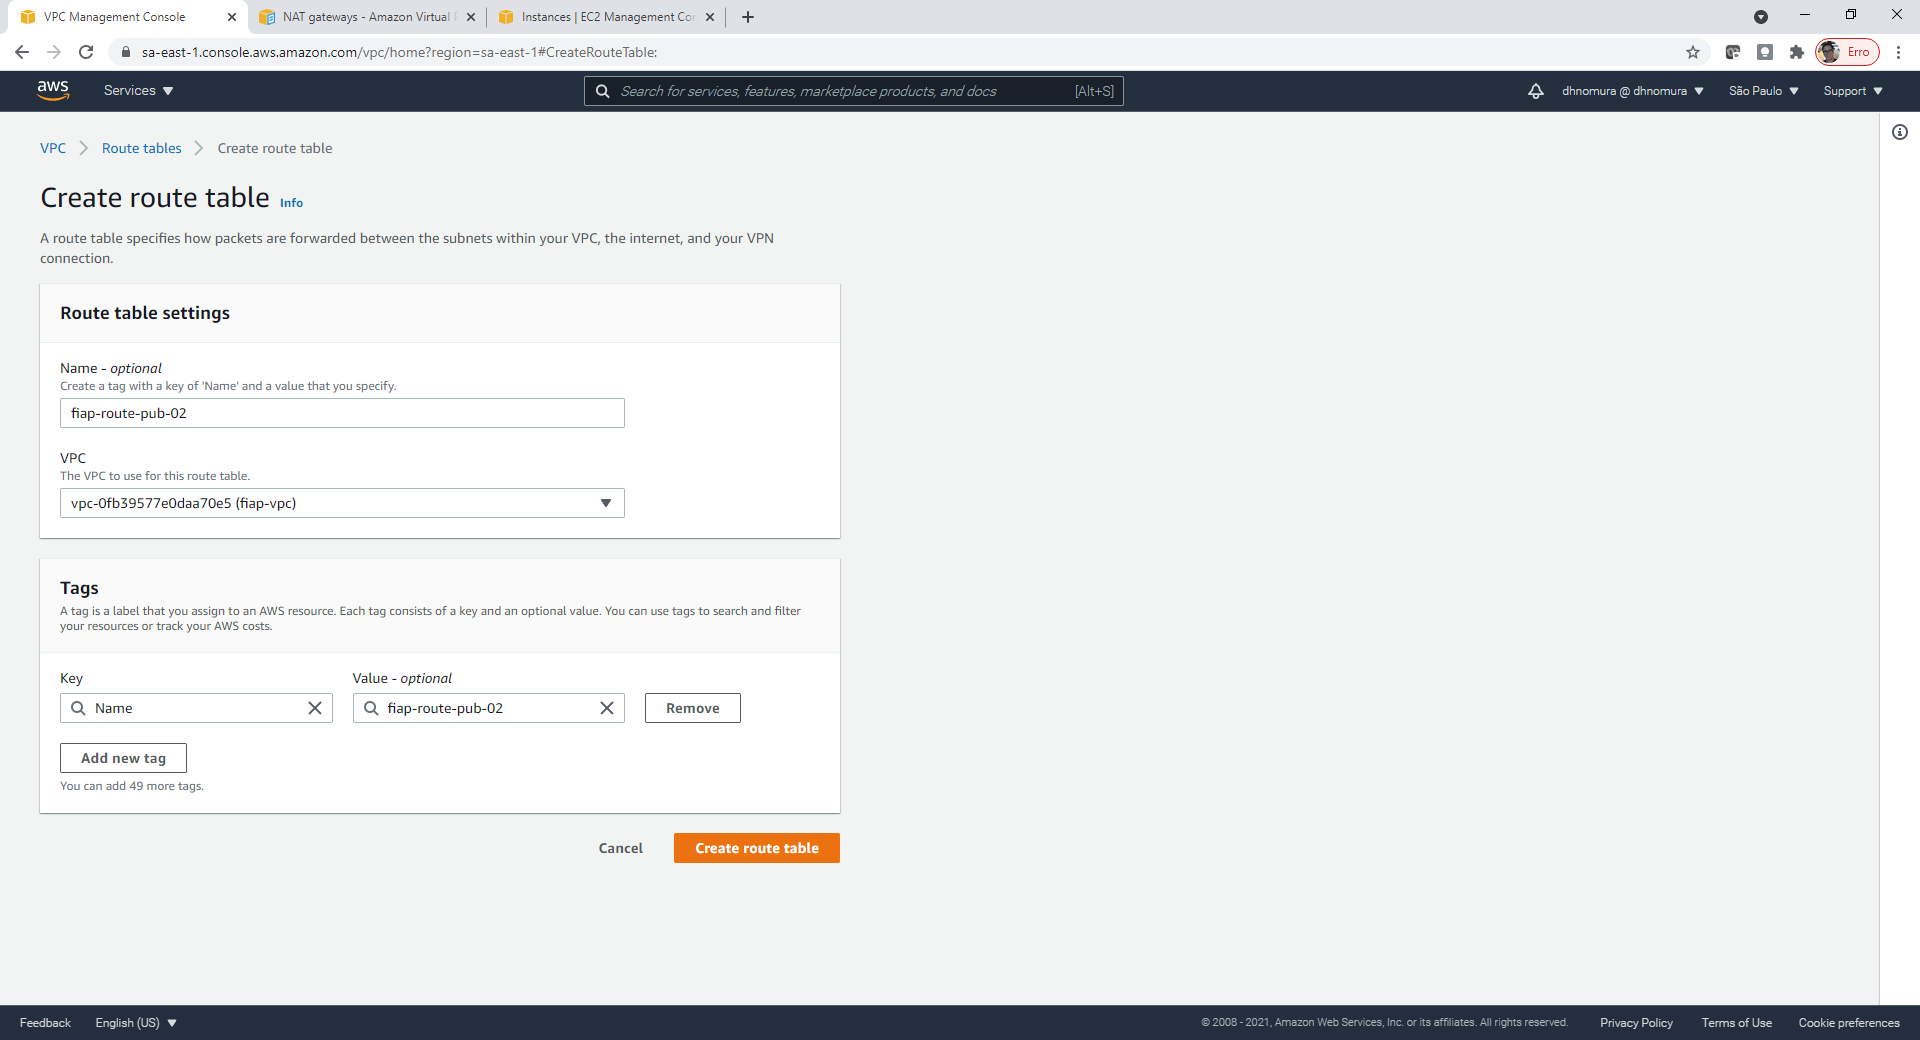 VPC Management Console
NAT gateways - Amazon Virtual
Instances | EC2 Management Con
sa-east-1.console.aws.amazon.com/vpc/home?region=sa-east-1#CreateRouteTable:
Erro
aws
Services
Search for services, features, marketplace products, and docs
[Alt+S]
dhnomura @ dhnomura
São Paulo
Support
VPC
Route tables
Create route table
Create route table Info
A route table specifies how packets are forwarded between the subnets within your VPC, the internet, and your VPN
connection.
Route table settings
Name - optional
Create a tag with a key of 'Name' and a value that you specify.
fiap-route-pub-02
VPC
The VPC to use for this route table.
vpc-0fb39577e0daa70e5 (fiap-vpc)
Tags
A tag is a label that you assign to an AWS resource. Each tag consists of a key and an optional value. You can use tags to search and filter
your resources or track your AWS costs.
Key
Value - optional
Name
fiap-route-pub-02
Remove
Add new tag
You can add 49 more tags.
Cancel
Create route table
Feedback
English (US)
© 2008 - 2021, Amazon Web Services, Inc. or its affiliates. All rights reserved.
Privacy Policy
Terms of Use
Cookie preferences